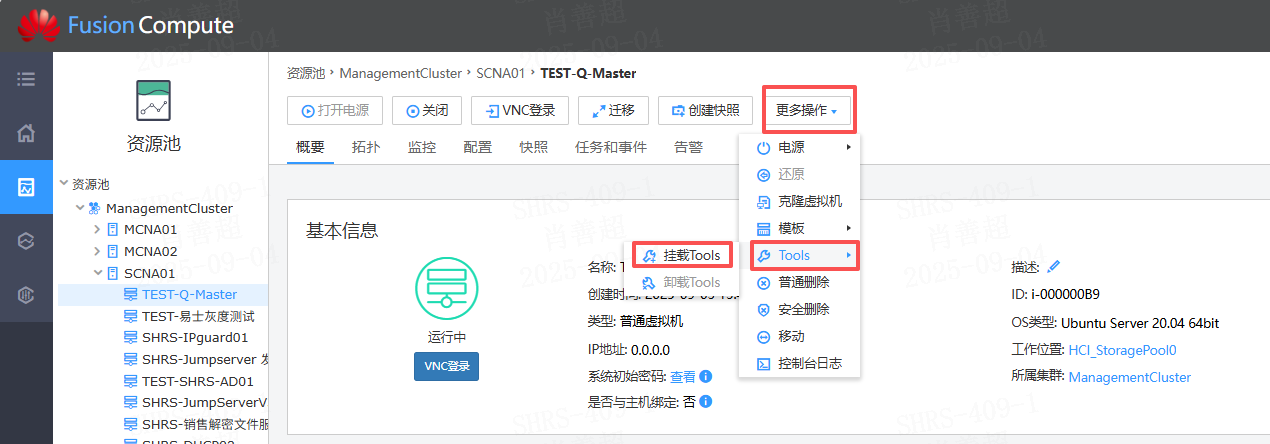 Fusion Compute
资源池
资源池
ManagementCluster
MCNA01
MCNA02
SCNA01
TEST-Q-Master
TEST-易士灰度测试
SHRS-IPguard01
SHRS-Jumpserver 发
TEST-SHRS-AD01
SHRS-JumpServerV
SHRS-销售解密文件服
SHRS-DHCP02
资源池 › ManagementCluster › SCNA01 › TEST-Q-Master
打开电源 关闭 VNC登录 迁移 创建快照 更多操作
概要 拓扑 监控 配置 快照 任务和事件 告警
电源
还原
克隆虚拟机
模板
Tools
普通删除
安全删除
移动
控制台日志
挂载Tools
卸载Tools
基本信息
运行中
VNC登录
名称: T
创建时间:
类型: 普通虚拟机
IP地址: 0.0.0.0
系统初始密码: 查看
是否与主机绑定: 否
描述:
ID: i-000000B9
OS类型: Ubuntu Server 20.04 64bit
工作位置: HCI_StoragePool0
所属集群: ManagementCluster
肖善超
2025-09-04
SHRS-409-1